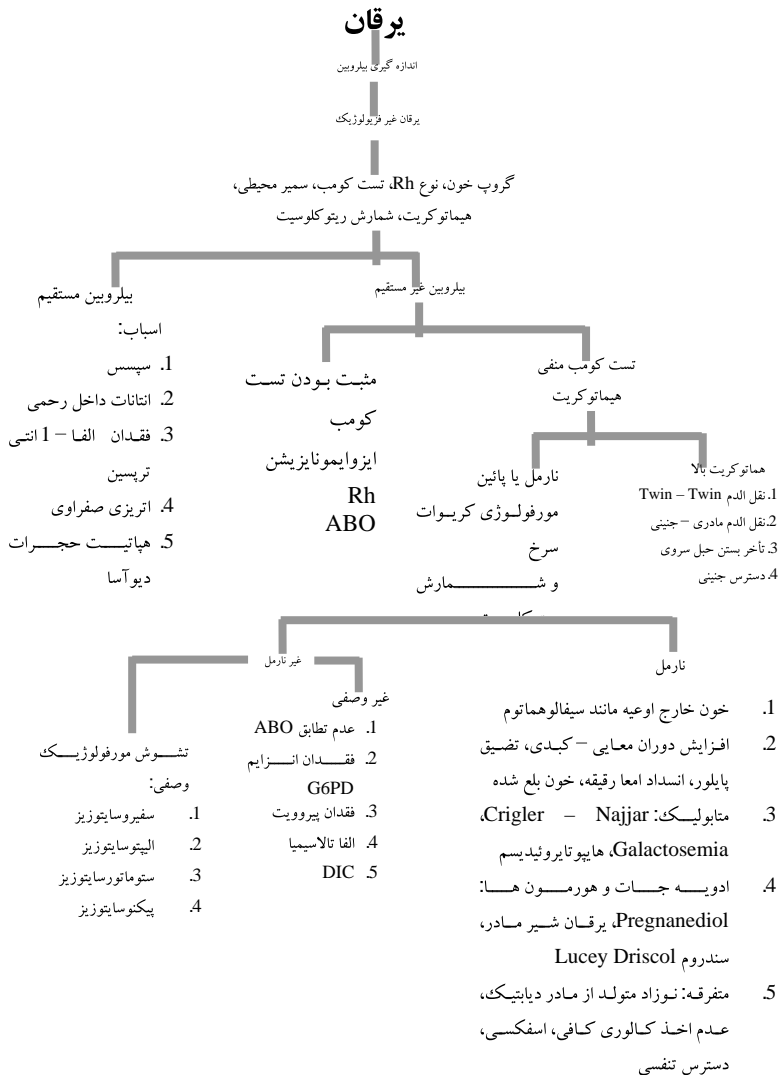 یرقان
اندازه گیری بیلروبین
یرقان غیر فزیولوژیک
گروپ خون، نوع Rh، تست کومب، سمیر محیطی،
هیماتوکریت، شمارش ریتوکلوسیت
بیلروبین مستقیم
اسباب:
1. سپسس
2. انتانات داخل رحمی
3. فقدان الفا – 1 انتی
تریپسین
4. اتریزی صفراوی
5. هپاتیت حجرات
دیوآسا
بیلروبین غیر مستقیم
مثبت بودن تست
کومب
ایزوایمونایزیشن
Rh
ABO
تست کومب منفی
هیماتوکریت
نارمل یا پائین
مورفولوژی کریوات
سرخ
و شمارش
هماتوکریت بالا
1. نقل الدم Twin – Twin
2. نقل الدم مادری – جنینی
3. تأخر بستن حبل سروی
4. دسترس جنینی
غیر نارمل
تشوش مورفولوژیک
وصفی:
1. سفیروسایتوزیز
2. الیپتوسایتوزیز
3. ستوماتورسایتوزیز
4. پیکنوسایتوزیز
غیر وصفی
1. عدم تطابق ABO
2. فقدان انزایم
G6PD
3. فقدان پیروویت
4. الفا تالاسیمیا
5. DIC
نارمل
1. خون خارج اوعیه مانند سیفالوهماتوم
2. افزایش دوران معایی – کبدی، تضیق
پایلور، انسداد امعا رقیقه، خون بلع شده
3. متابولیک: Crigler – Najjar،
Galactosemia، هایپوتایروئیدیسم
4. ادویه جات و هورمون ها:
Pregnanediol، یرقان شیر مادر،
سندروم Lucey Driscol
5. متفرقه: نوزاد متولد از مادر دیابتیک،
عدم اخذ کالوری کافی، اسفکسی،
دسترس تنفسی